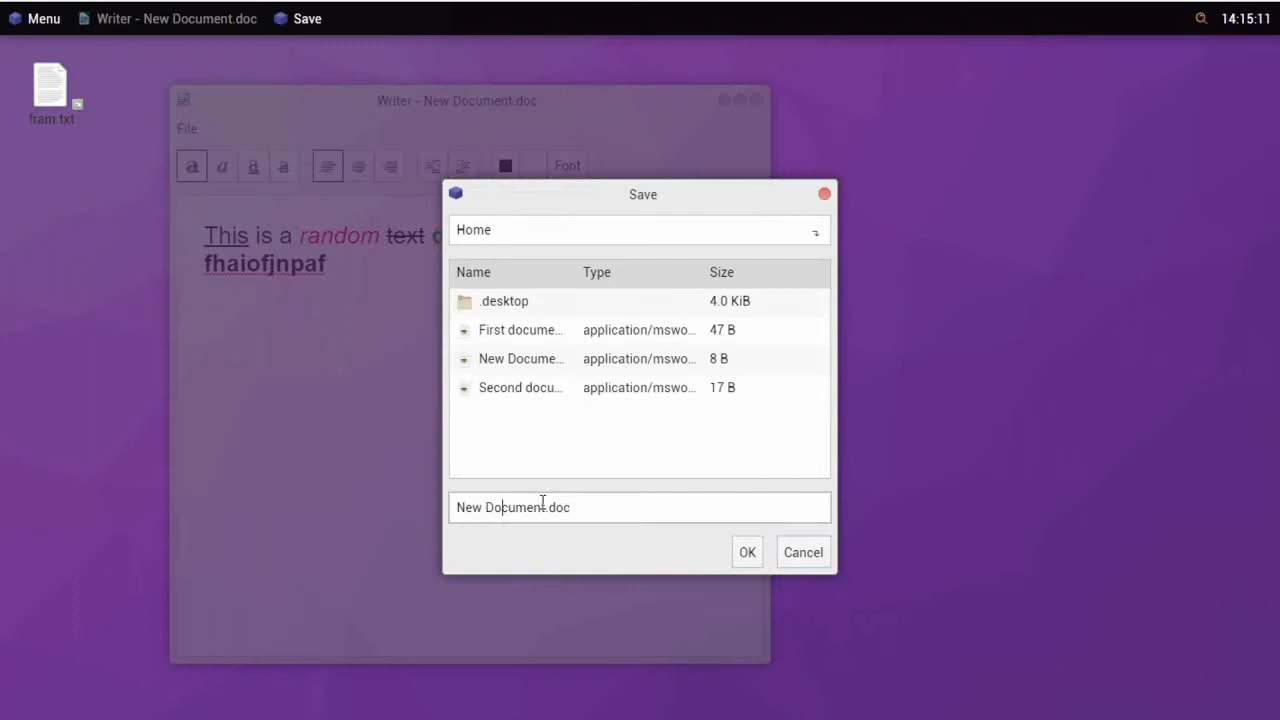 Menu Writer - New Document.doc Save 14:15:11
fram.txt
Writer - New Document.doc
File
a a a a Font
This is a random text
fhaiofjnpaf
Save
Home
Name Type Size
.desktop 4.0 KiB
First docume... application/mswo... 47 B
New Docume... application/mswo... 8 B
Second docu... application/mswo... 17 B
New Document.doc
OK Cancel